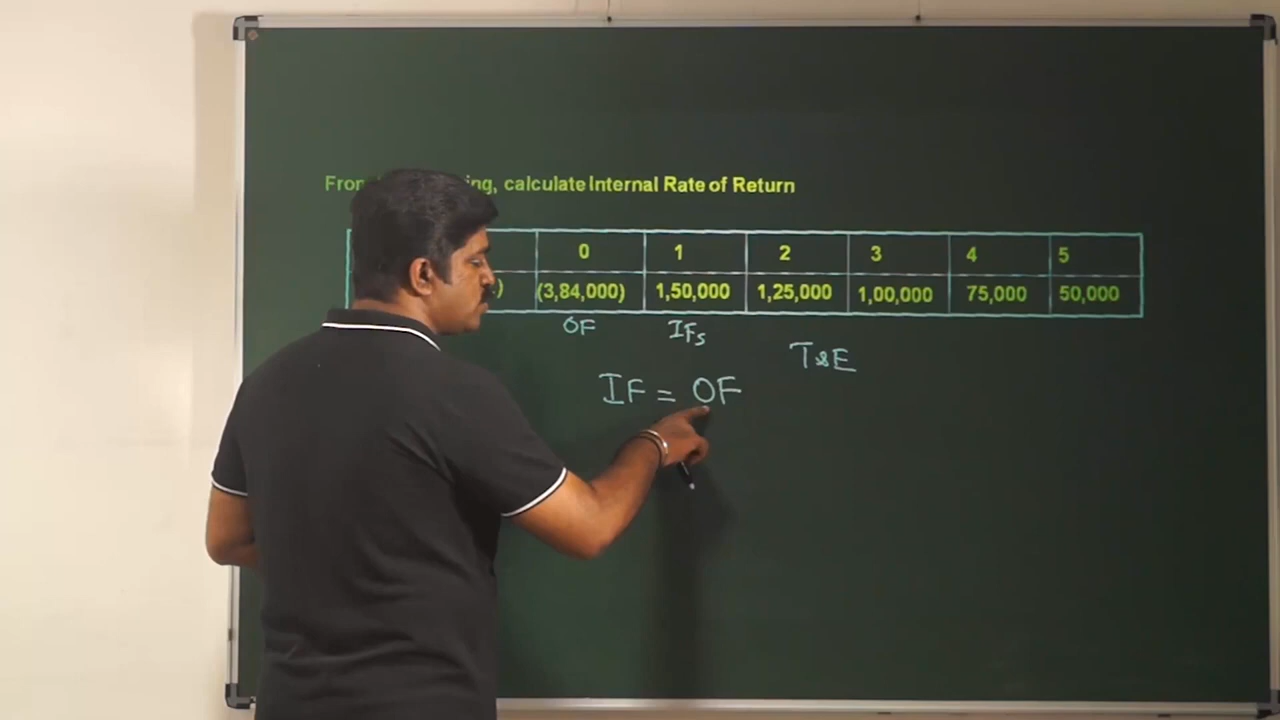 ing, calculate Internal Rate of Return
0 1 2 3 4 5
) (3,84,000) 1,50,000 1,25,000 1,00,000 75,000 50,000
OF IFs
T&E
IF = OF